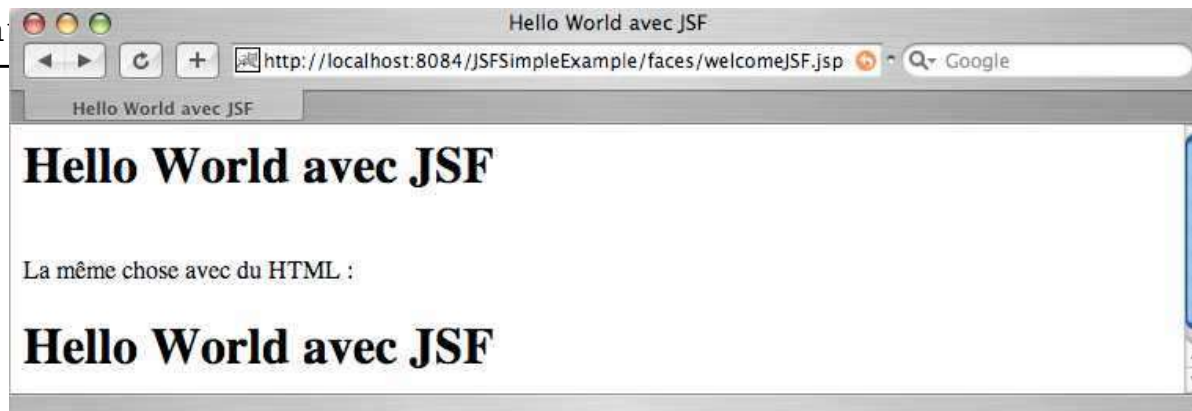 Hello World avec JSF
http://localhost:8084/JSFSimpleExample/faces/welcomeJSF.jsp Google
Hello World avec JSF
Hello World avec JSF
La même chose avec du HTML :
Hello World avec JSF